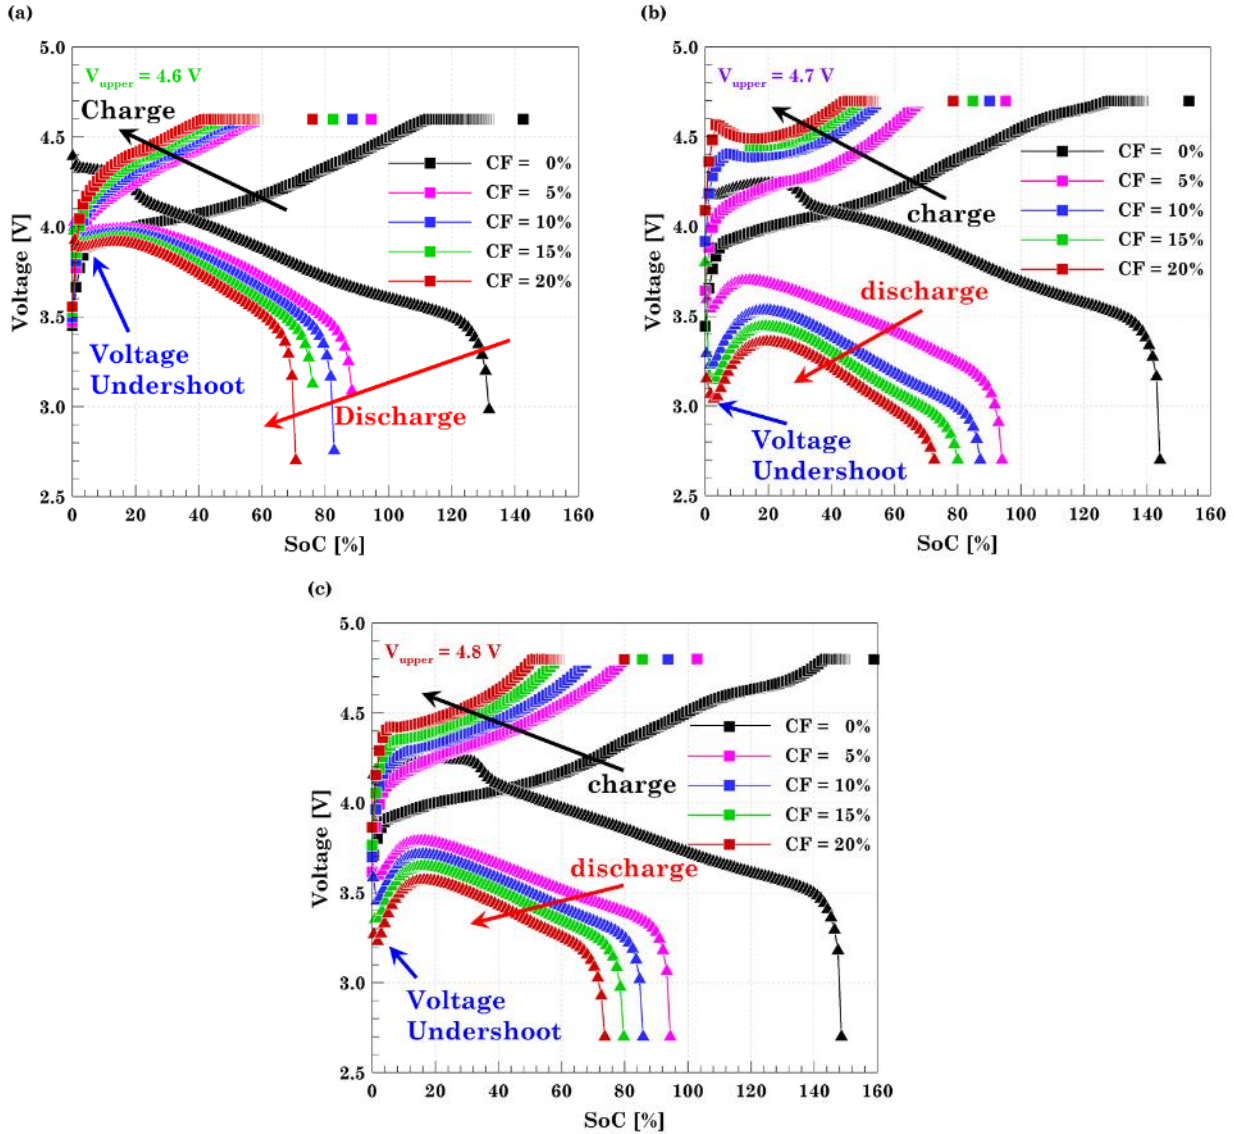 (a)
5.0
4.5
4.0
3.5
3.0
2.5
Voltage [V]
V_upper = 4.6 V
Charge
CF = 0%
CF = 5%
CF = 10%
CF = 15%
CF = 20%
Voltage
Undershoot
Discharge
0 20 40 60 80 100 120 140 160
SoC [%]
(b)
5.0
4.5
4.0
3.5
3.0
2.5
Voltage [V]
V_upper = 4.7 V
CF = 0%
CF = 5%
CF = 10%
CF = 15%
CF = 20%
charge
discharge
Voltage
Undershoot
0 20 40 60 80 100 120 140 160
SoC [%]
(c)
5.0
4.5
4.0
3.5
3.0
2.5
Voltage [V]
V_upper = 4.8 V
CF = 0%
CF = 5%
CF = 10%
CF = 15%
CF = 20%
charge
discharge
Voltage
Undershoot
0 20 40 60 80 100 120 140 160
SoC [%]